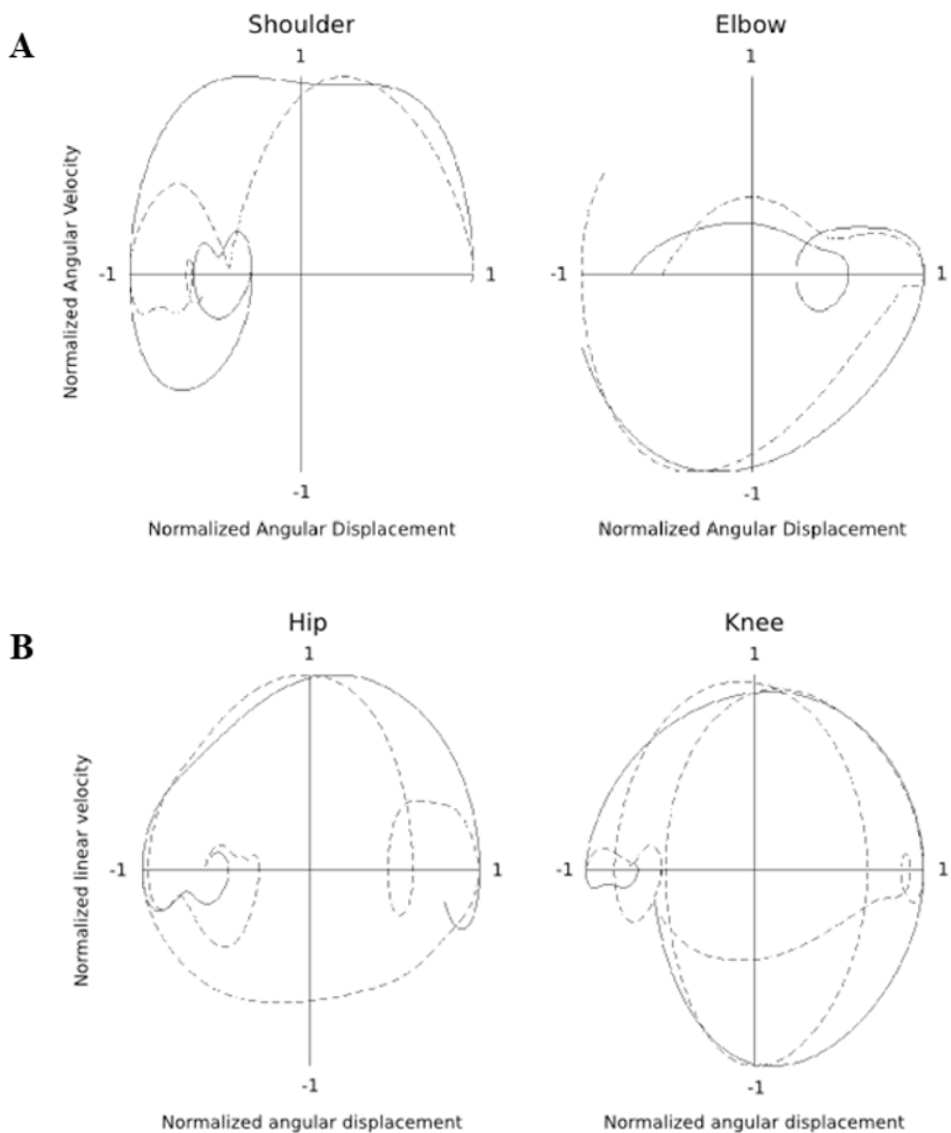 A
Shoulder
Elbow
1
1
Normalized Angular Velocity
-1
1
-1
1
-1
-1
Normalized Angular Displacement
Normalized Angular Displacement
B
Hip
Knee
1
1
Normalized linear velocity
-1
1
-1
1
-1
-1
Normalized angular displacement
Normalized angular displacement